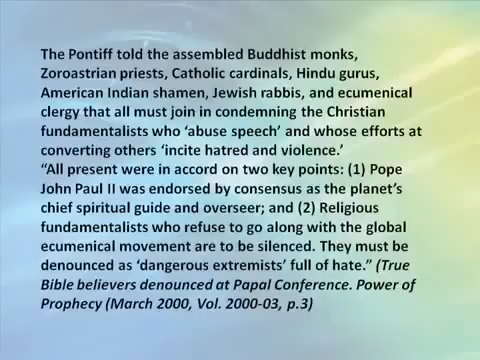 The Pontiff told the assembled Buddhist monks,
Zoroastrian priests, Catholic cardinals, Hindu gurus,
American Indian shamen, Jewish rabbis, and ecumenical
clergy that all must join in condemning the Christian
fundamentalists who ‘abuse speech’ and whose efforts at
converting others ‘incite hatred and violence.’
“All present were in accord on two key points: (1) Pope
John Paul II was endorsed by consensus as the planet’s
chief spiritual guide and overseer; and (2) Religious
fundamentalists who refuse to go along with the global
ecumenical movement are to be silenced. They must be
denounced as ‘dangerous extremists’ full of hate.” (True
Bible believers denounced at Papal Conference. Power of
Prophecy (March 2000, Vol. 2000-03, p.3)